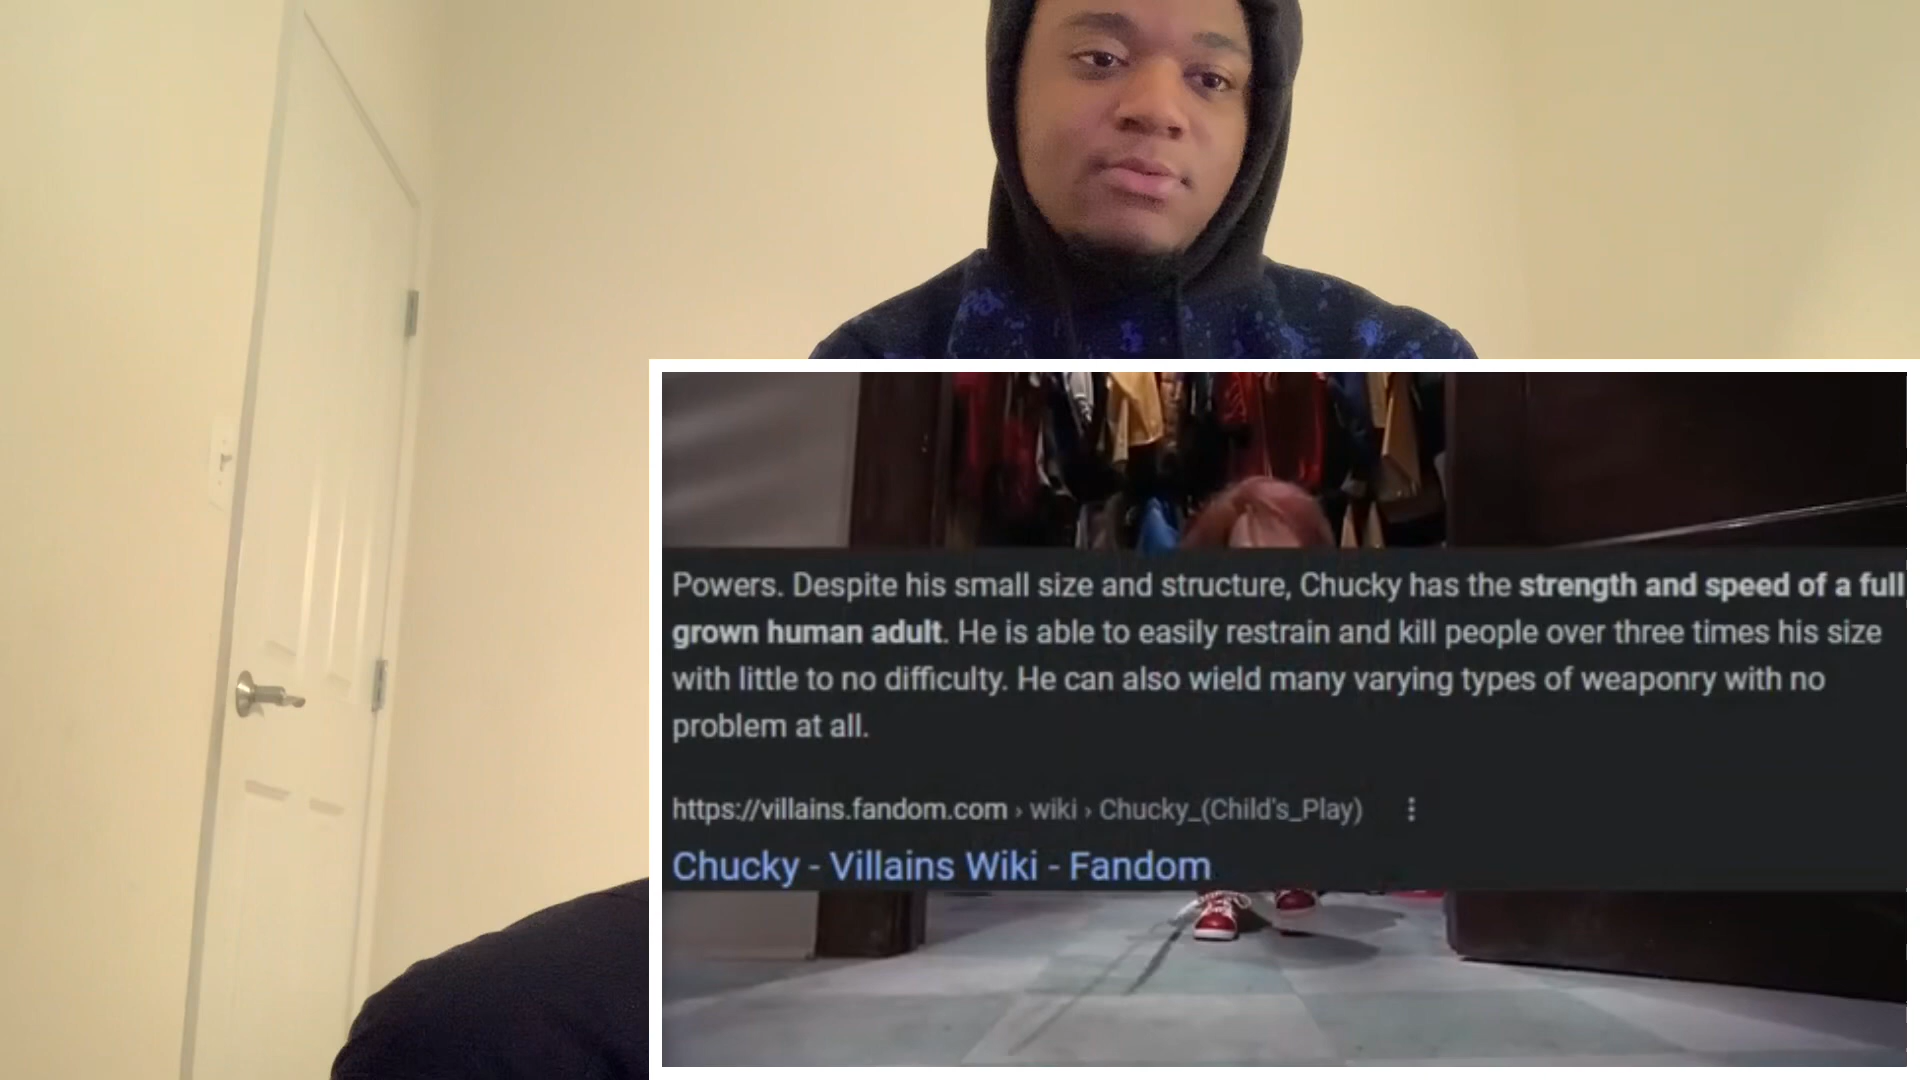 Powers. Despite his small size and structure, Chucky has the strength and speed of a full
grown human adult. He is able to easily restrain and kill people over three times his size
with little to no difficulty. He can also wield many varying types of weaponry with no
problem at all.
https://villains.fandom.com › wiki › Chucky_(Child's_Play)
Chucky - Villains Wiki - Fandom